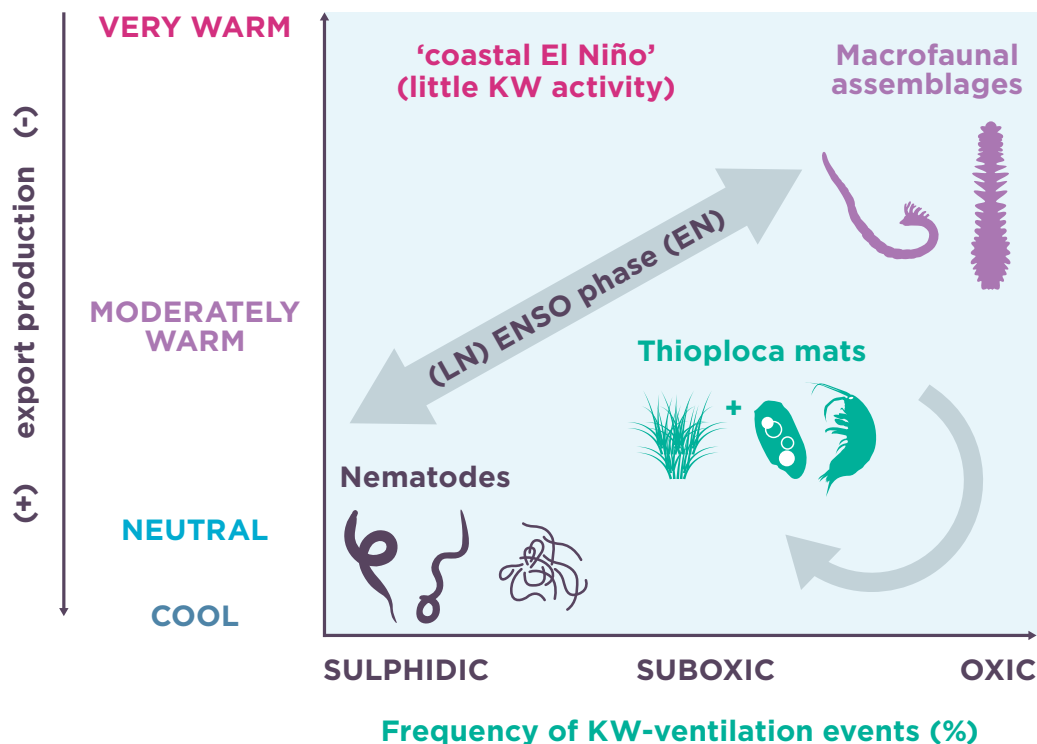 VERY WARM
'coastal El Niño'
(little KW activity)
Macrofaunal
assemblages
(-)
export production
(+)
(LN) ENSO phase (EN)
MODERATELY
WARM
Thioploca mats
+
Nematodes
NEUTRAL
COOL
SULPHIDIC
SUBOXIC
OXIC
Frequency of KW-ventilation events (%)